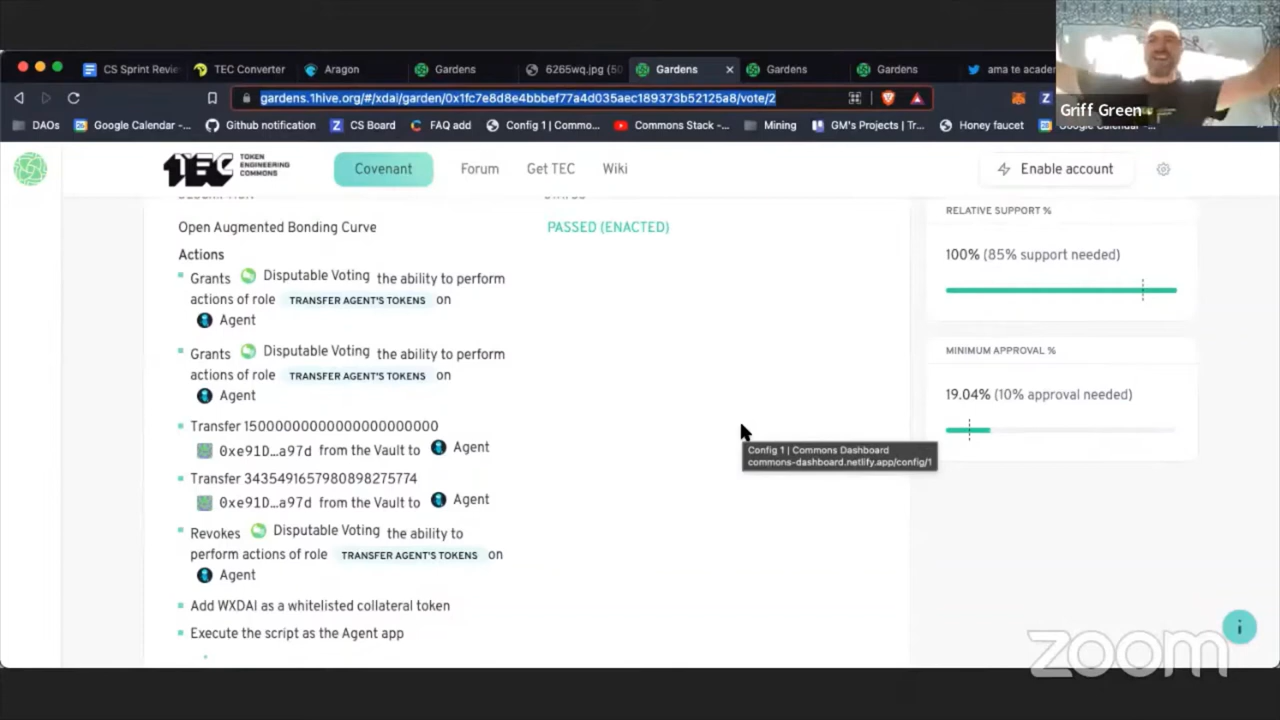 CS Sprint Revie
TEC Converter
Aragon
Gardens
6265wq.jpg (50
Gardens
Gardens
Gardens
ama te acader
gardens.1hive.org/#/xdai/garden/0x1fc7e8d8e4bbbef77a4d035aec189373b52125a8/vote/2
Griff Green
DAOs
Google Calendar -...
Github notification
CS Board
FAQ add
Config 1 | Commo...
Commons Stack -...
Mining
GM's Projects | Tr...
Honey faucet
Google Calendar -...
TEC TOKEN
ENGINEERING
COMMONS
Covenant
Forum
Get TEC
Wiki
Enable account
Open Augmented Bonding Curve
PASSED (ENACTED)
Actions
Grants Disputable Voting the ability to perform
actions of role TRANSFER AGENT'S TOKENS on
Agent
Grants Disputable Voting the ability to perform
actions of role TRANSFER AGENT'S TOKENS on
Agent
Transfer 1500000000000000000000
0xe91D…a97d from the Vault to Agent
Transfer 3435491657980898275774
0xe91D…a97d from the Vault to Agent
Revokes Disputable Voting the ability to
perform actions of role TRANSFER AGENT'S TOKENS on
Agent
Add WXDAI as a whitelisted collateral token
Execute the script as the Agent app
RELATIVE SUPPORT %
100% (85% support needed)
MINIMUM APPROVAL %
19.04% (10% approval needed)
Config 1 | Commons Dashboard
commons-dashboard.netlify.app/config/1
zoom